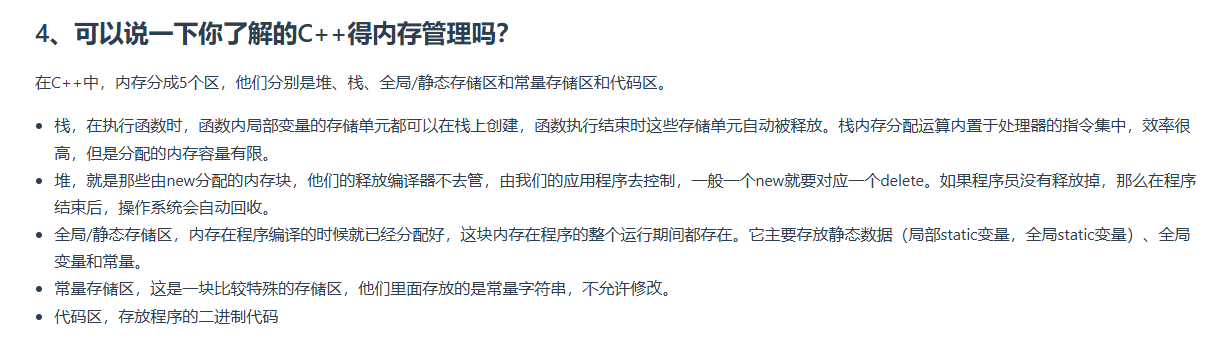 4、可以说一下你了解的C++得内存管理吗？
在C++中，内存分成5个区，他们分别是堆、栈、全局/静态存储区和常量存储区和代码区。
栈，在执行函数时，函数内局部变量的存储单元都可以在栈上创建，函数执行结束时这些存储单元自动被释放。栈内存分配运算内置于处理器的指令集中，效率很
高，但是分配的内存容量有限。
堆，就是那些由new分配的内存块，他们的释放编译器不去管，由我们的应用程序去控制，一般一个new就要对应一个delete。如果程序员没有释放掉，那么在程序
结束后，操作系统会自动回收。
全局/静态存储区，内存在程序编译的时候就已经分配好，这块内存在程序的整个运行期间都存在。它主要存放静态数据（局部static变量，全局static变量）、全局
变量和常量。
常量存储区，这是一块比较特殊的存储区，他们里面存放的是常量字符串，不允许修改。
代码区，存放程序的二进制代码